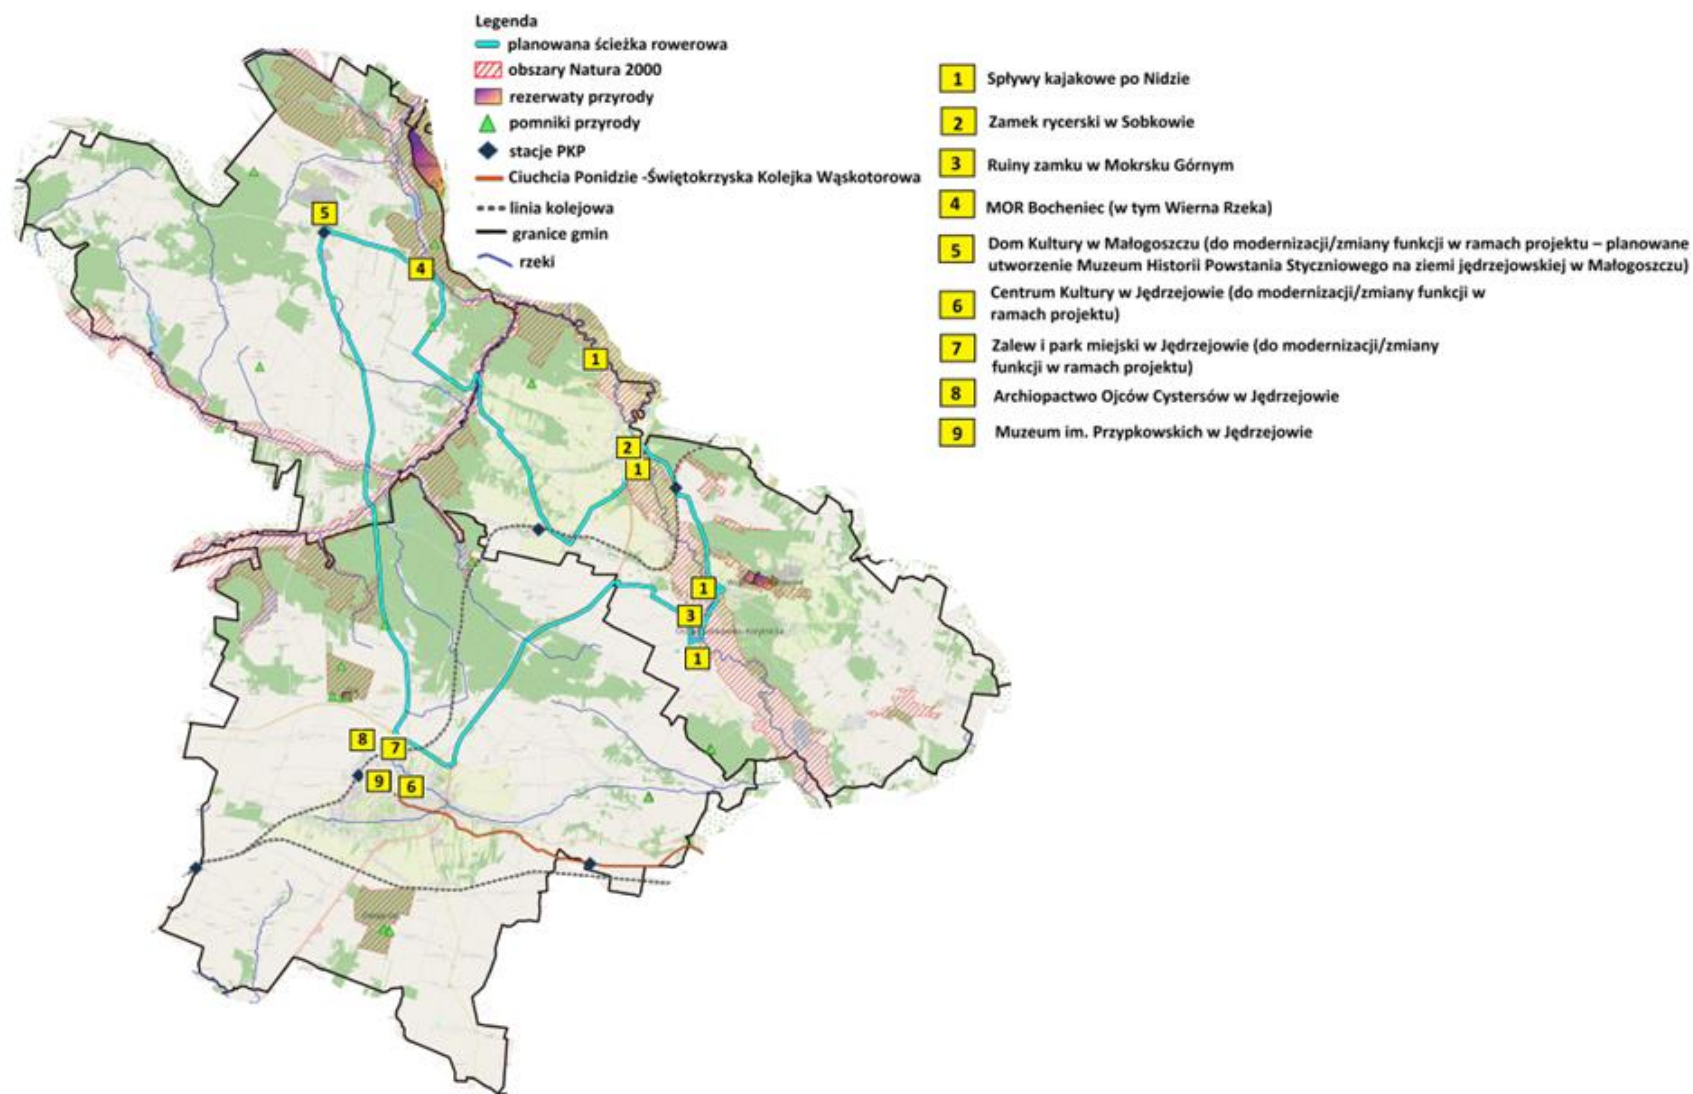 Legenda
planowana ścieżka rowerowa
obszary Natura 2000
rezerwaty przyrody
pomniki przyrody
stacje PKP
Ciuchcia Ponidzie -Świętokrzyska Kolejka Wąskotorowa
linia kolejowa
granice gmin
rzeki
1 Spływy kajakowe po Nidzie
2 Zamek rycerski w Sobkowie
3 Ruiny zamku w Mokrsku Górnym
4 MOR Bocheniec (w tym Wierna Rzeka)
5 Dom Kultury w Małogoszczu (do modernizacji/zmiany funkcji w ramach projektu – planowane
utworzenie Muzeum Historii Powstania Styczniowego na ziemi jędrzejowskiej w Małogoszczu)
6 Centrum Kultury w Jędrzejowie (do modernizacji/zmiany funkcji w
ramach projektu)
7 Zalew i park miejski w Jędrzejowie (do modernizacji/zmiany
funkcji w ramach projektu)
8 Archiopactwo Ojców Cystersów w Jędrzejowie
9 Muzeum im. Przypkowskich w Jędrzejowie
5
4
1
2
1
1
3
1
8
7
9
6